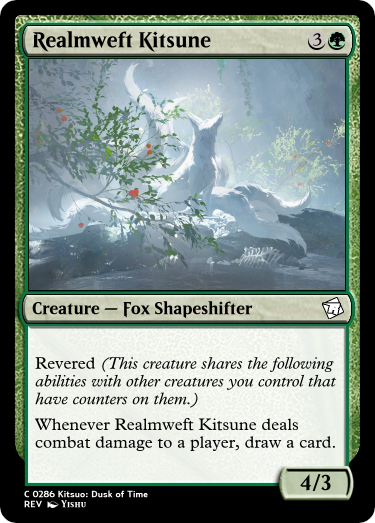 Realmweft Kitsune 3
Creature — Fox Shapeshifter
Revered (This creature shares the following
abilities with other creatures you control that
have counters on them.)
Whenever Realmweft Kitsune deals
combat damage to a player, draw a card.
4/3
C 0286 Kitsuo: Dusk of Time
REV Yishu